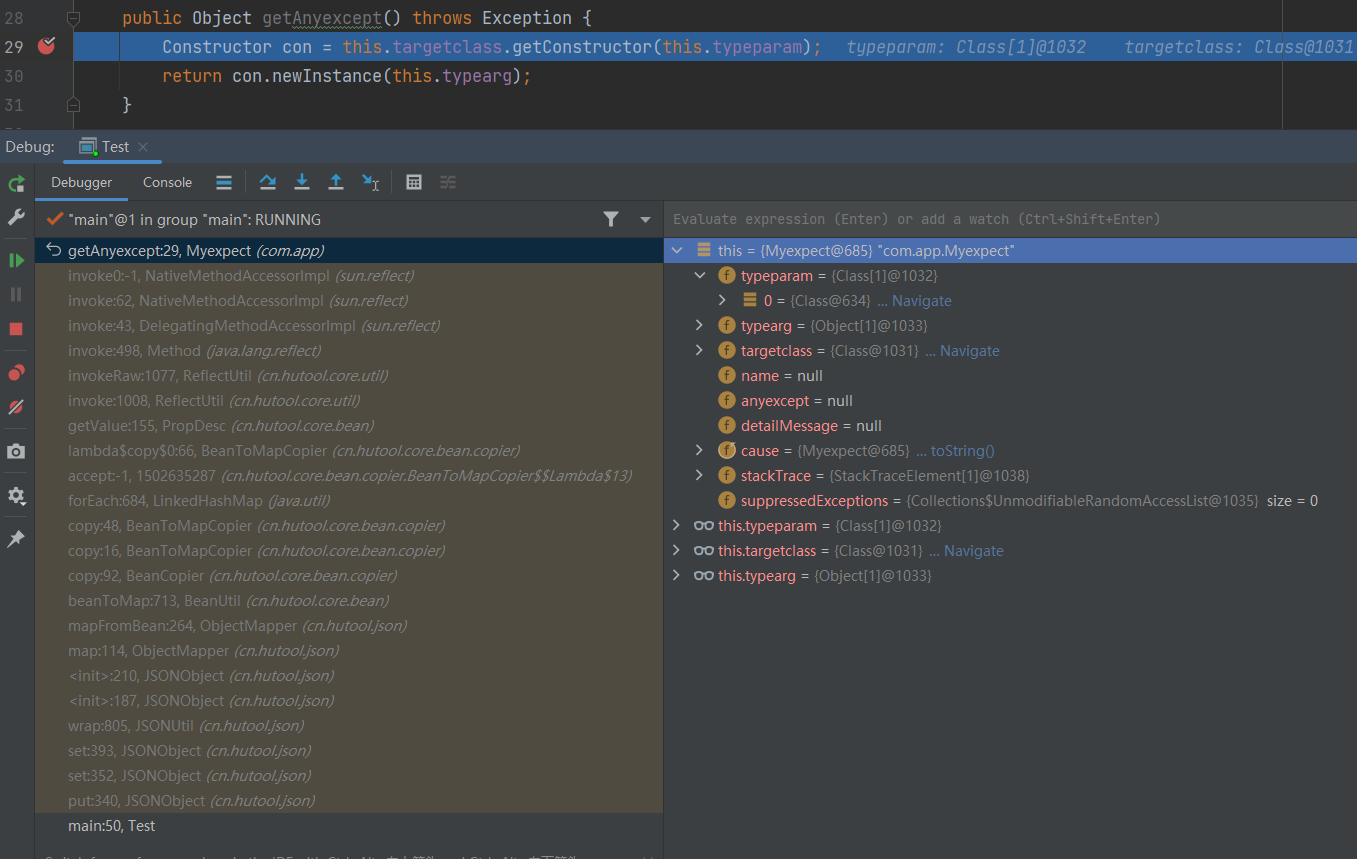 28 public Object getAnyexcept() throws Exception {
29 Constructor con = this.targetclass.getConstructor(this.typeparam); typeparam: Class[1]@1032 targetclass: Class@1031
30 return con.newInstance(this.typearg);
31 }
Debug: Test
Debugger Console
"main"@1 in group "main": RUNNING
Evaluate expression (Enter) or add a watch (Ctrl+Shift+Enter)
getAnyexcept:29, Myexpect (com.app)
invoke0:-1, NativeMethodAccessorImpl (sun.reflect)
invoke:62, NativeMethodAccessorImpl (sun.reflect)
invoke:43, DelegatingMethodAccessorImpl (sun.reflect)
invoke:498, Method (java.lang.reflect)
invokeRaw:1077, ReflectUtil (cn.hutool.core.util)
invoke:1008, ReflectUtil (cn.hutool.core.util)
getValue:155, PropDesc (cn.hutool.core.bean)
lambda$copy$0:66, BeanToMapCopier (cn.hutool.core.bean.copier)
accept:-1, 1502635287 (cn.hutool.core.bean.copier.BeanToMapCopier$$Lambda$13)
forEach:684, LinkedHashMap (java.util)
copy:48, BeanToMapCopier (cn.hutool.core.bean.copier)
copy:16, BeanToMapCopier (cn.hutool.core.bean.copier)
copy:92, BeanCopier (cn.hutool.core.bean.copier)
beanToMap:713, BeanUtil (cn.hutool.core.bean)
mapFromBean:264, ObjectMapper (cn.hutool.json)
map:114, ObjectMapper (cn.hutool.json)
<init>:210, JSONObject (cn.hutool.json)
<init>:187, JSONObject (cn.hutool.json)
wrap:805, JSONUtil (cn.hutool.json)
set:393, JSONObject (cn.hutool.json)
set:352, JSONObject (cn.hutool.json)
put:340, JSONObject (cn.hutool.json)
main:50, Test
this = {Myexpect@685} "com.app.Myexpect"
typeparam = {Class[1]@1032}
0 = {Class@634} ... Navigate
typearg = {Object[1]@1033}
targetclass = {Class@1031} ... Navigate
name = null
anyexcept = null
detailMessage = null
cause = {Myexpect@685} ... toString()
stackTrace = {StackTraceElement[1]@1038}
suppressedExceptions = {Collections$UnmodifiableRandomAccessList@1035} size = 0
this.typeparam = {Class[1]@1032}
this.targetclass = {Class@1031} ... Navigate
this.typearg = {Object[1]@1033}